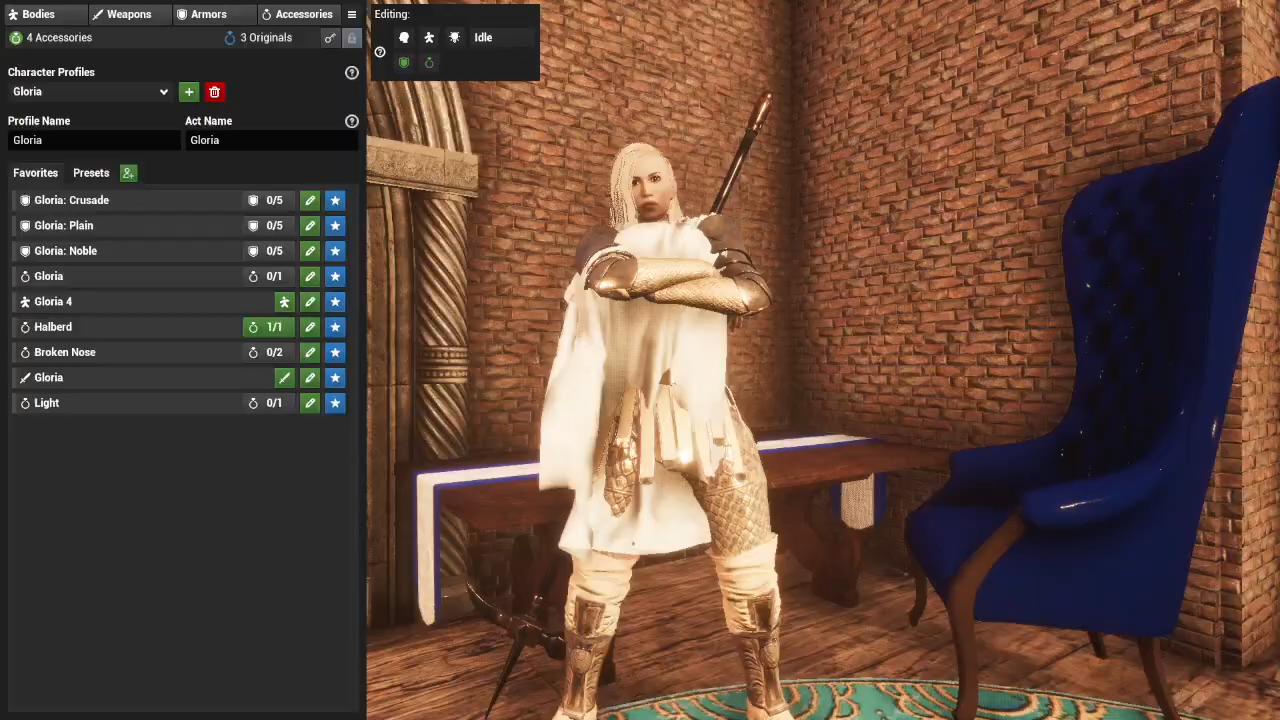 Bodies Weapons Armors Accessories
4 Accessories 3 Originals
Character Profiles
Gloria
Profile Name Act Name
Gloria Gloria
Favorites Presets
Gloria: Crusade 0/5
Gloria: Plain 0/5
Gloria: Noble 0/5
Gloria 0/1
Gloria 4
Halberd 1/1
Broken Nose 0/2
Gloria
Light 0/1
Editing:
Idle